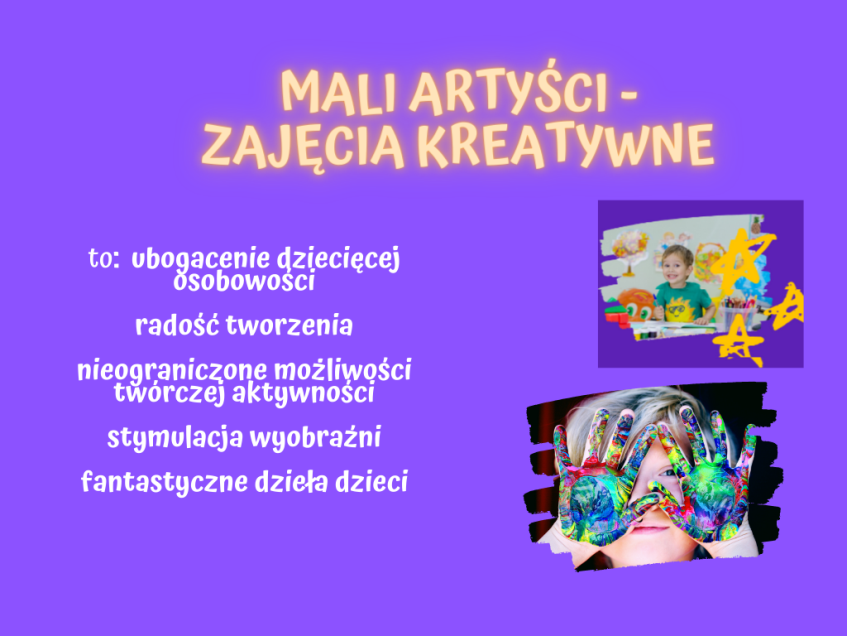 MALI ARTYŚCI -
ZAJĘCIA KREATYWNE
to: ubogacenie dziecięcej
osobowości
radość tworzenia
nieograniczone możliwości
twórczej aktywności
stymulacja wyobraźni
fantastyczne dzieła dzieci